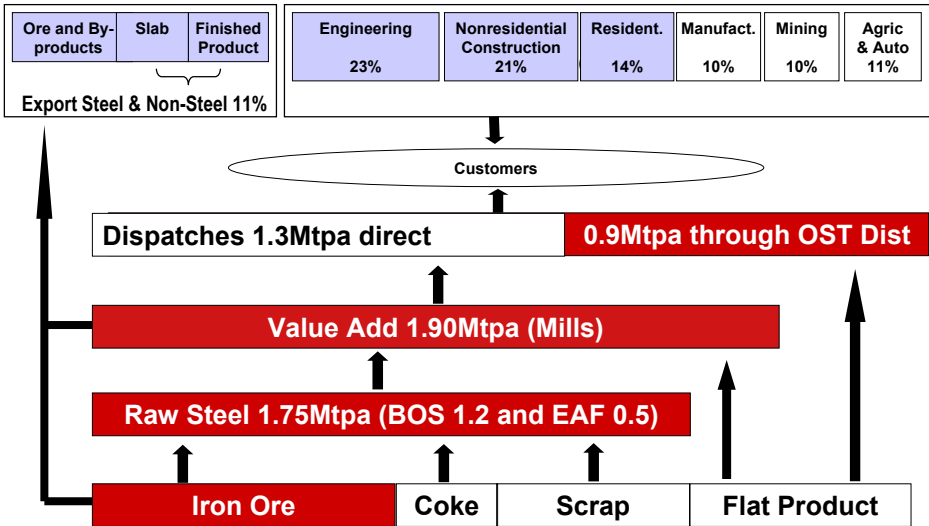 Ore and By-
products
Slab
Finished
Product
Export Steel & Non-Steel 11%
Engineering
23%
Nonresidential
Construction
21%
Resident.
14%
Manufact.
10%
Mining
10%
Agric
& Auto
11%
Customers
Dispatches 1.3Mtpa direct
0.9Mtpa through OST Dist
Value Add 1.90Mtpa (Mills)
Raw Steel 1.75Mtpa (BOS 1.2 and EAF 0.5)
Iron Ore
Coke
Scrap
Flat Product